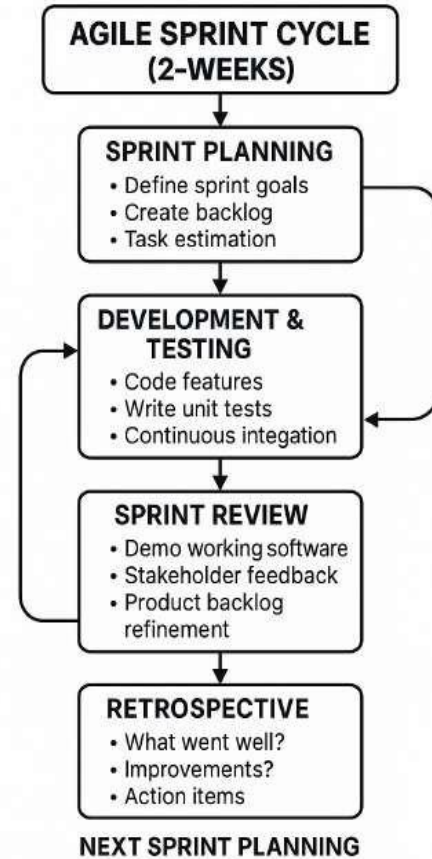 AGILE SPRINT CYCLE
(2-WEEKS)
SPRINT PLANNING
• Define sprint goals
• Create backlog
• Task estimation
DEVELOPMENT &
TESTING
• Code features
• Write unit tests
• Continuous integation
SPRINT REVIEW
• Demo working software
• Stakeholder feedback
• Product backlog
refinement
RETROSPECTIVE
• What went well?
• Improvements?
• Action items
NEXT SPRINT PLANNING